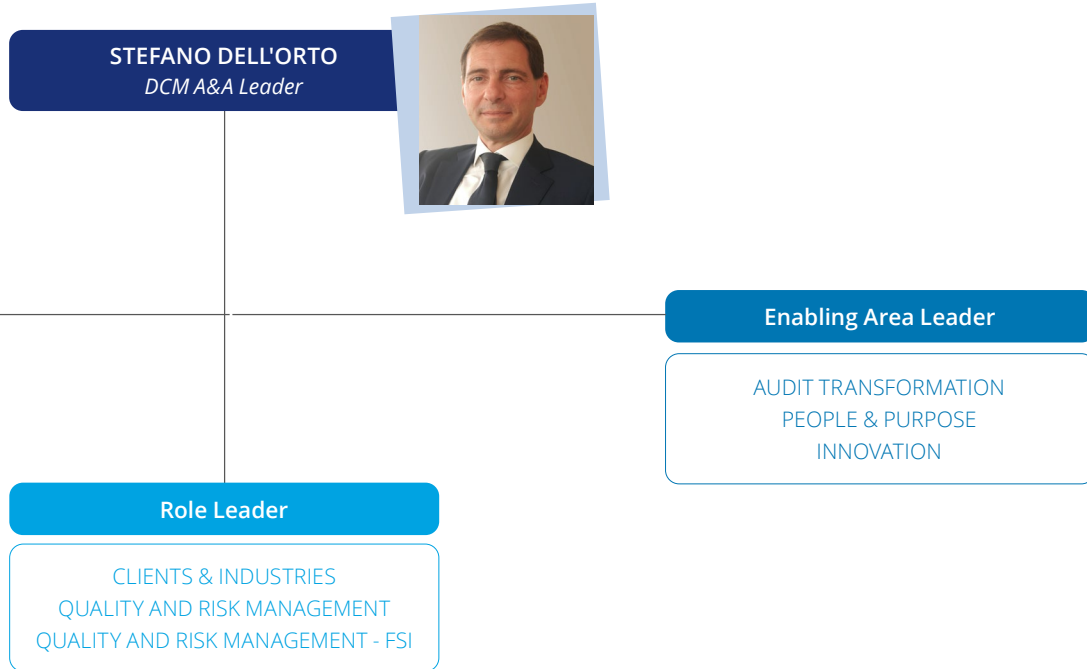 STEFANO DELL'ORTO
DCM A&A Leader
Enabling Area Leader
AUDIT TRANSFORMATION
PEOPLE & PURPOSE
INNOVATION
Role Leader
CLIENTS & INDUSTRIES
QUALITY AND RISK MANAGEMENT
QUALITY AND RISK MANAGEMENT - FSI